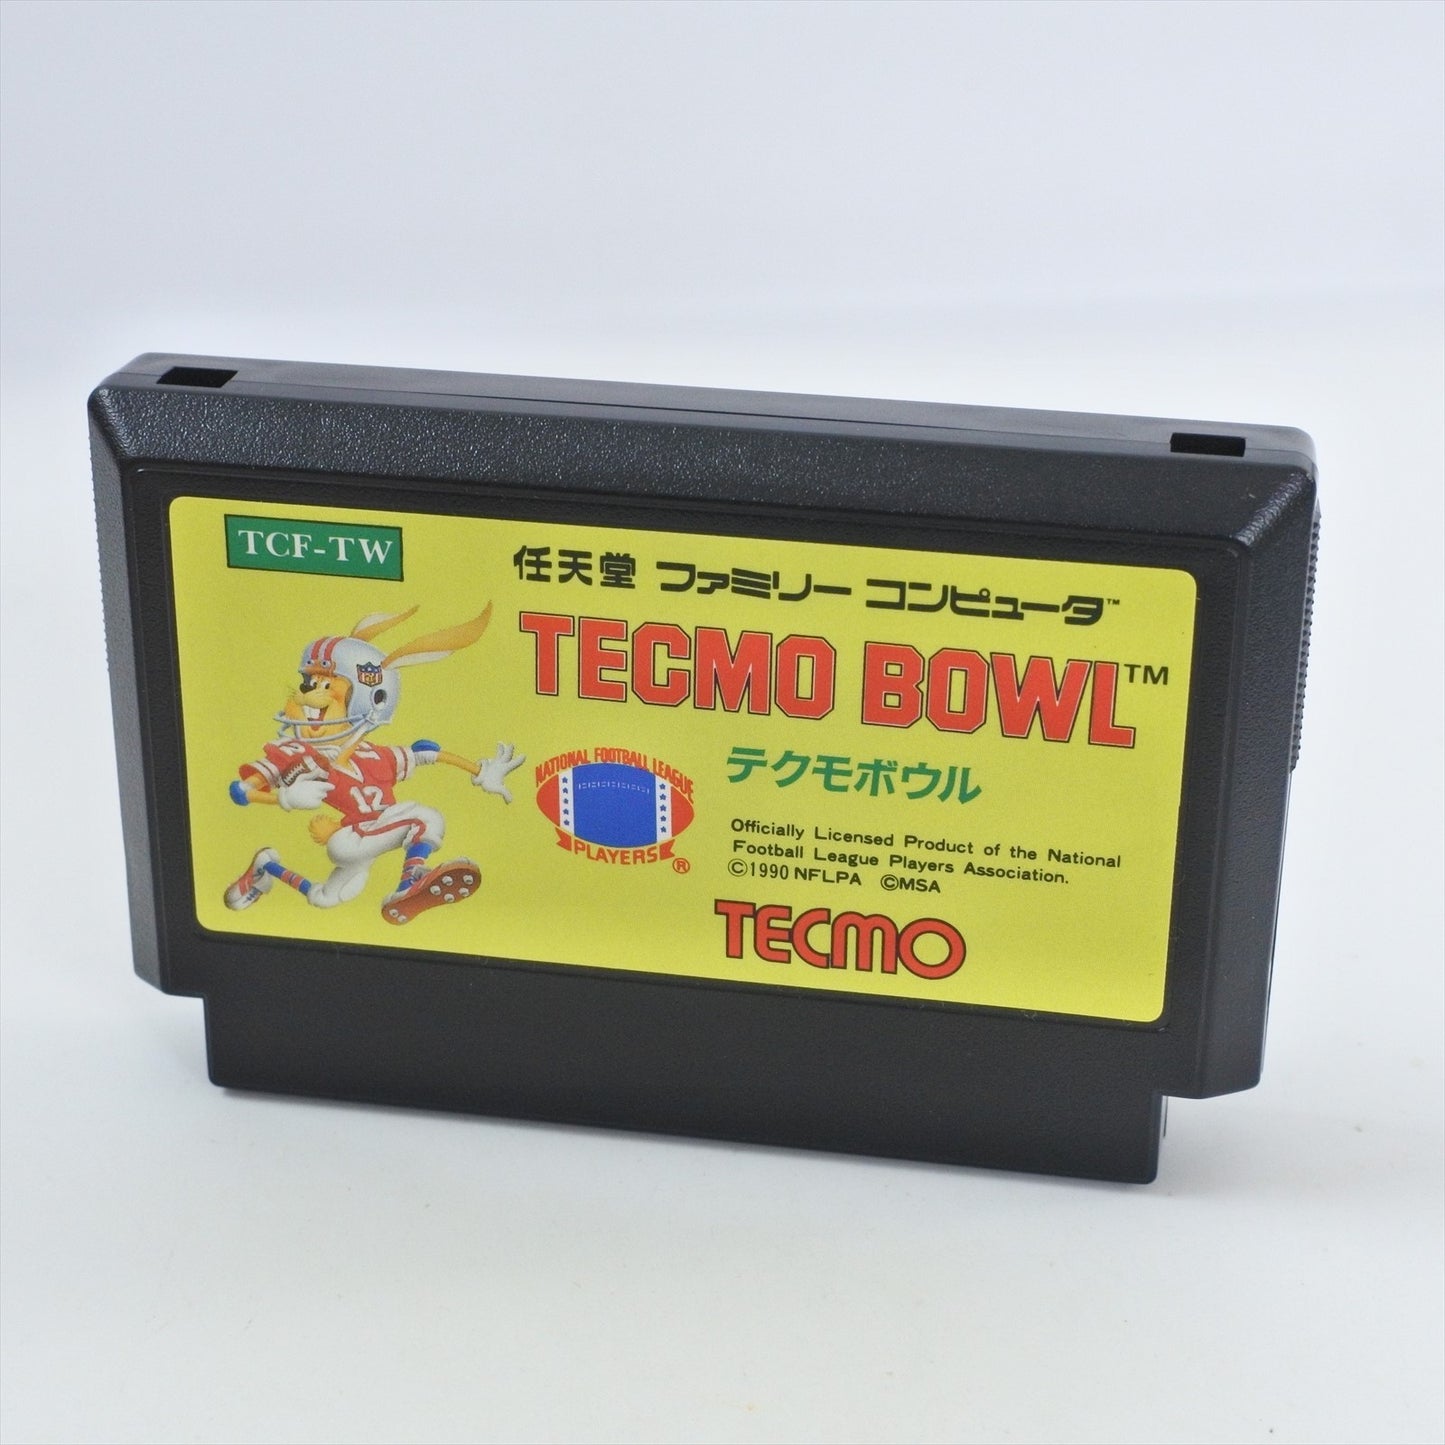 TCF-TW
任天堂 ファミリー コンピュータ™
TECMO BOWL™
テクモボウル
NATIONAL FOOTBALL LEAGUE
PLAYERS®
12
Officially Licensed Product of the National
Football League Players Association.
©1990 NFLPA ©MSA
TECMO